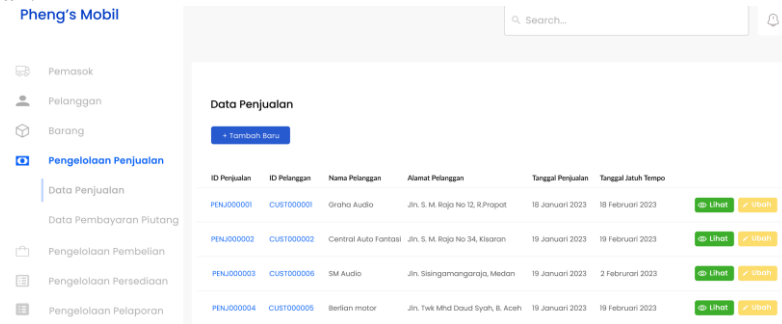 Pheng's Mobil
Search...
Pemasok
Pelanggan
Barang
Pengelolaan Penjualan
Data Penjualan
Data Pembayaran Piutang
Pengelolaan Pembelian
Pengelolaan Persediaan
Pengelolaan Pelaporan
Data Penjualan
+ Tambah Baru
ID Penjualan ID Pelanggan Nama Pelanggan Alamat Pelanggan Tanggal Penjualan Tanggal Jatuh Tempo
PENJ000001 CUST000001 Graha Audio Jln. S. M. Raja No 12, R.Prapat 18 Januari 2023 18 Februari 2023 Lihat Ubah
PENJ000002 CUST000002 Central Auto Fantasi Jln. S. M. Raja No 34, Kisaran 19 Januari 2023 19 Februari 2023 Lihat Ubah
PENJ000003 CUST000006 SM Audio Jln. Sisingamangaraja, Medan 19 Januari 2023 2 Februrari 2023 Lihat Ubah
PENJ000004 CUST000005 Berlian motor Jln. Twk Mhd Daud Syah, B. Aceh 19 Januari 2023 19 Februari 2023 Lihat Ubah